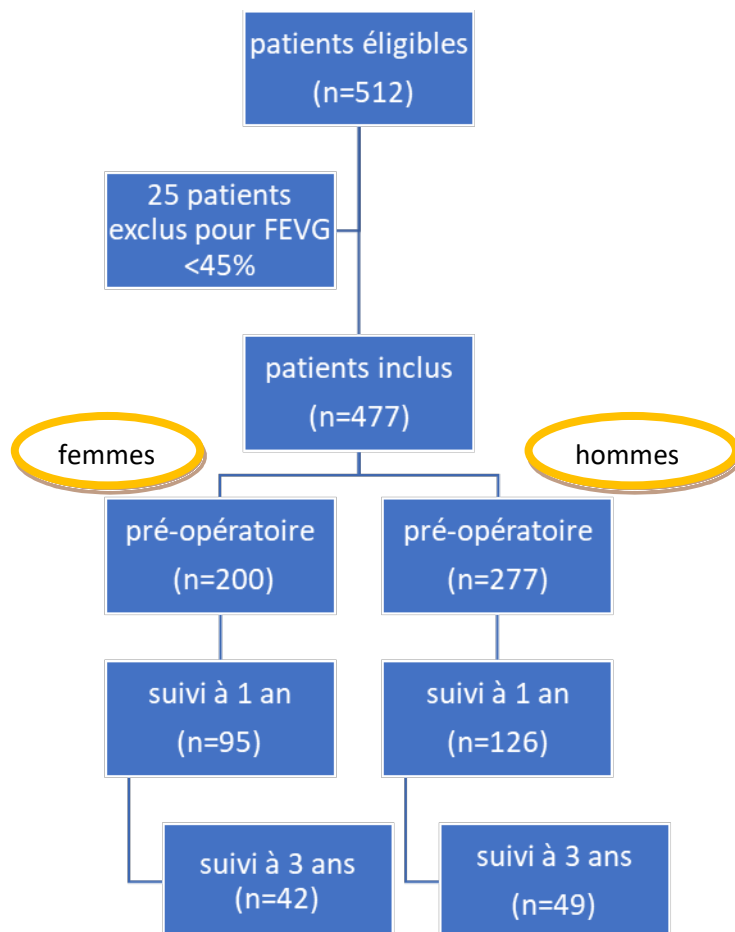 patients éligibles
(n=512)
25 patients
exclus pour FEVG
<45%
patients inclus
(n=477)
femmes
hommes
pré-opératoire
(n=200)
pré-opératoire
(n=277)
suivi à 1 an
(n=95)
suivi à 1 an
(n=126)
suivi à 3 ans
(n=42)
suivi à 3 ans
(n=49)